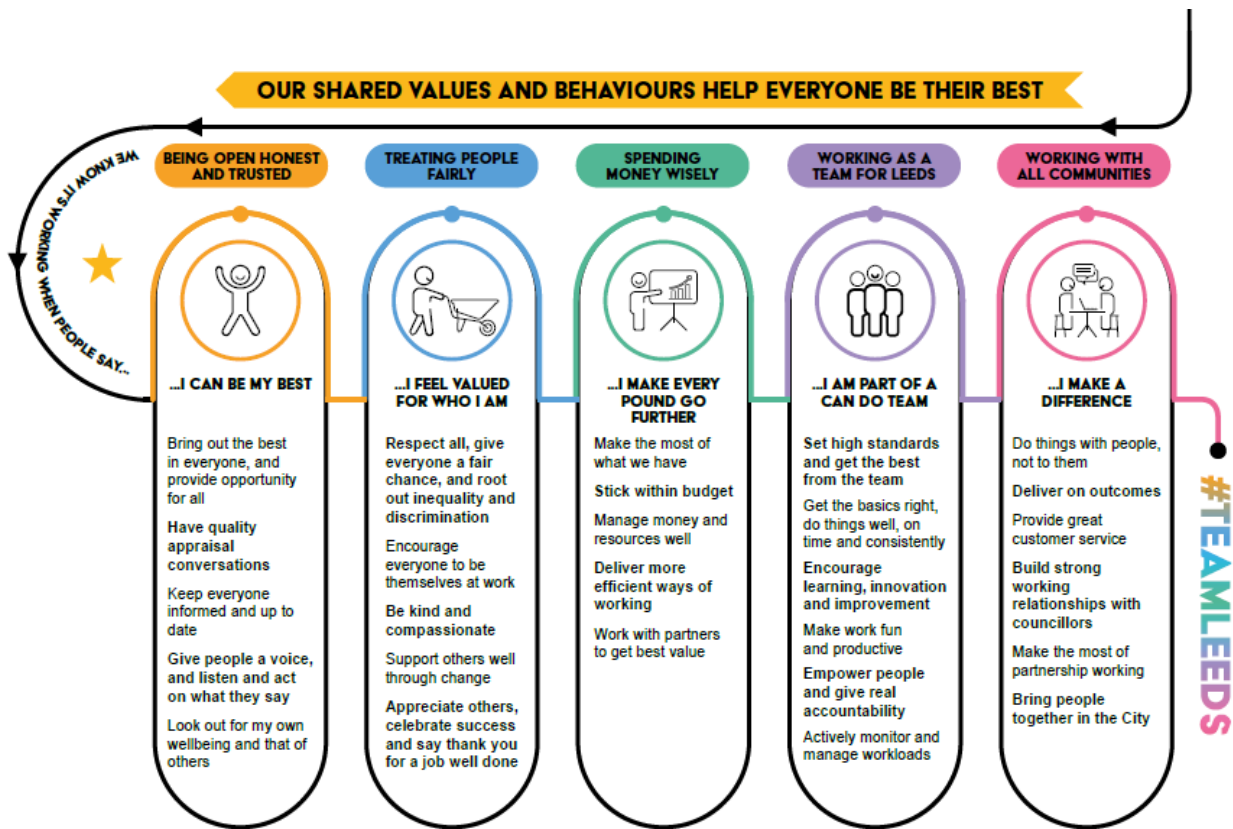 OUR SHARED VALUES AND BEHAVIOURS HELP EVERYONE BE THEIR BEST
WE KNOW IT'S WORKING WHEN PEOPLE SAY...
BEING OPEN HONEST
AND TRUSTED
...I CAN BE MY BEST
Bring out the best
in everyone, and
provide opportunity
for all
Have quality
appraisal
conversations
Keep everyone
informed and up to
date
Give people a voice,
and listen and act
on what they say
Look out for my own
wellbeing and that of
others
TREATING PEOPLE
FAIRLY
...I FEEL VALUED
FOR WHO I AM
Respect all, give
everyone a fair
chance, and root
out inequality and
discrimination
Encourage
everyone to be
themselves at work
Be kind and
compassionate
Support others well
through change
Appreciate others,
celebrate success
and say thank you
for a job well done
SPENDING
MONEY WISELY
...I MAKE EVERY
POUND GO
FURTHER
Make the most of
what we have
Stick within budget
Manage money and
resources well
Deliver more
efficient ways of
working
Work with partners
to get best value
WORKING AS A
TEAM FOR LEEDS
...I AM PART OF A
CAN DO TEAM
Set high standards
and get the best
from the team
Get the basics right,
do things well, on
time and consistently
Encourage
learning, innovation
and improvement
Make work fun
and productive
Empower people
and give real
accountability
Actively monitor and
manage workloads
WORKING WITH
ALL COMMUNITIES
...I MAKE A
DIFFERENCE
Do things with people,
not to them
Deliver on outcomes
Provide great
customer service
Build strong
working
relationships with
councillors
Make the most of
partnership working
Bring people
together in the City
#TEAMLEEDS